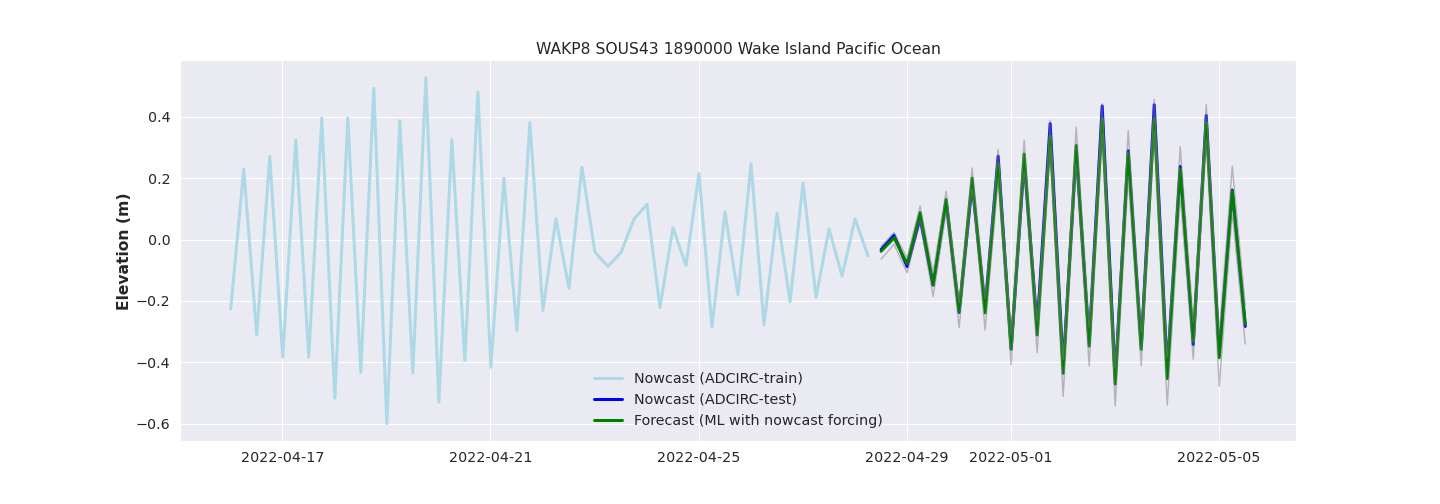 WAKP8 SOUS43 1890000 Wake Island Pacific Ocean
Elevation (m)
0.4
0.2
0.0
−0.2
−0.4
−0.6
Nowcast (ADCIRC-train)
Nowcast (ADCIRC-test)
Forecast (ML with nowcast forcing)
2022-04-17 2022-04-21 2022-04-25 2022-04-29 2022-05-01 2022-05-05